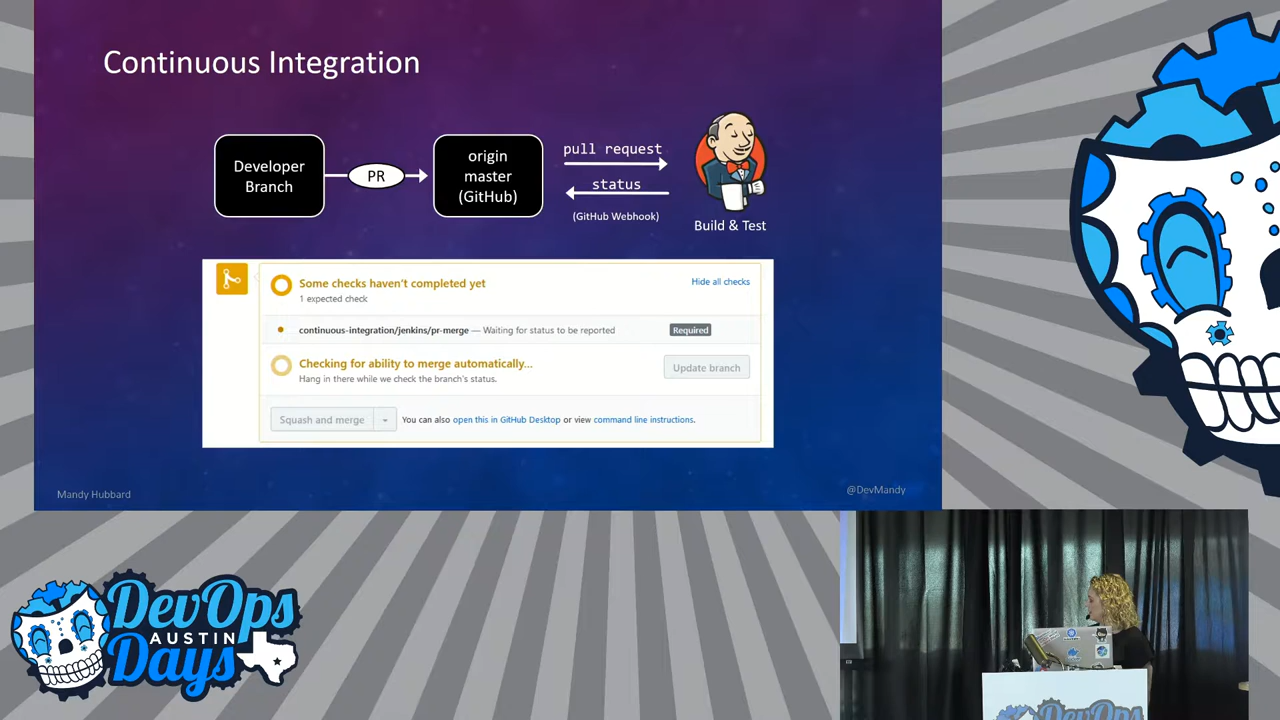 Continuous Integration
Developer
Branch
PR
origin
master
(GitHub)
pull request
status
(GitHub Webhook)
Build & Test
Some checks haven't completed yet
1 expected check
Hide all checks
continuous-integration/jenkins/pr-merge — Waiting for status to be reported
Required
Checking for ability to merge automatically...
Hang in there while we check the branch's status.
Update branch
Squash and merge
You can also open this in GitHub Desktop or view command line instructions.
Mandy Hubbard
@DevMandy
DevOps
AUSTIN
Days
DevOps